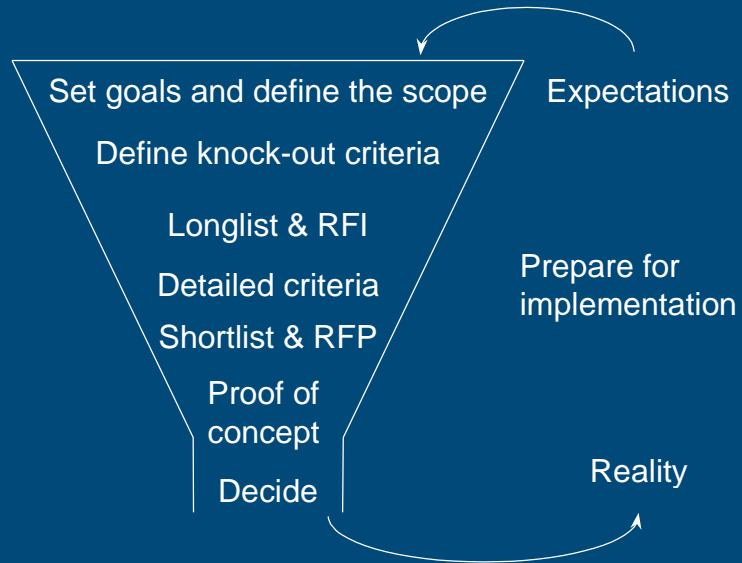 Set goals and define the scope
Expectations
Define knock-out criteria
Longlist & RFI
Detailed criteria
Prepare for
implementation
Shortlist & RFP
Proof of
concept
Decide
Reality